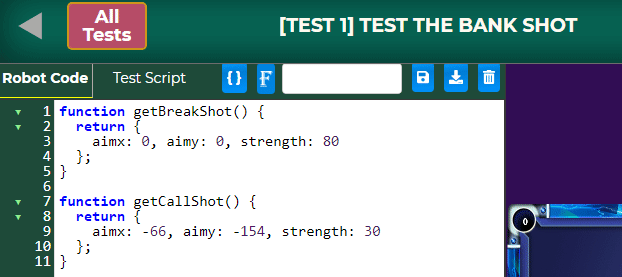 All
Tests
[TEST 1] TEST THE BANK SHOT
Robot Code Test Script {} F
1 function getBreakShot() {
2   return {
3     aimx: 0, aimy: 0, strength: 80
4   };
5 }
6
7 function getCallShot() {
8   return {
9     aimx: -66, aimy: -154, strength: 30
10   };
11 }
0